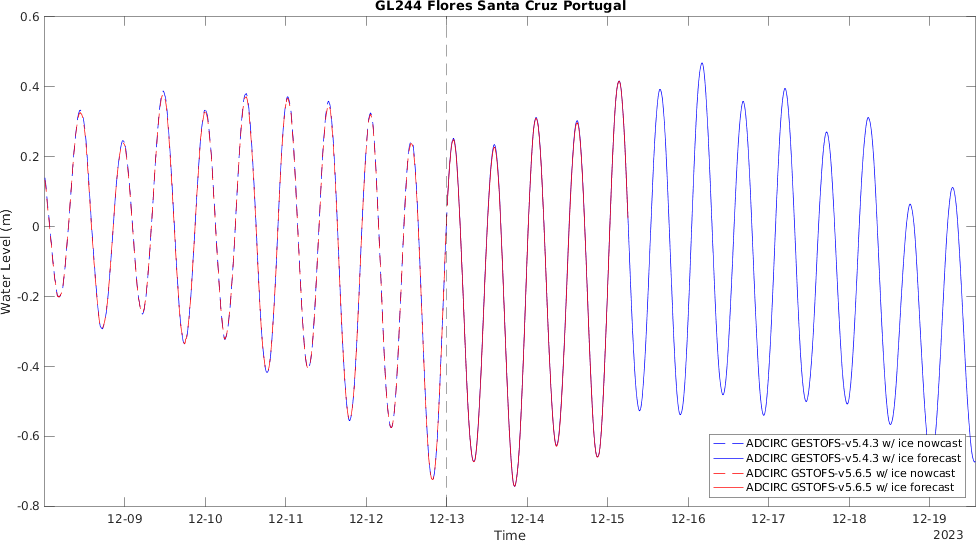 GL244 Flores Santa Cruz Portugal
0.6
0.4
0.2
0
-0.2
-0.4
-0.6
-0.8
Water Level (m)
ADCIRC GESTOFS-v5.4.3 w/ ice nowcast
ADCIRC GESTOFS-v5.4.3 w/ ice forecast
ADCIRC GSTOFS-v5.6.5 w/ ice nowcast
ADCIRC GSTOFS-v5.6.5 w/ ice forecast
12-09 12-10 12-11 12-12 12-13 12-14 12-15 12-16 12-17 12-18 12-19
Time
2023